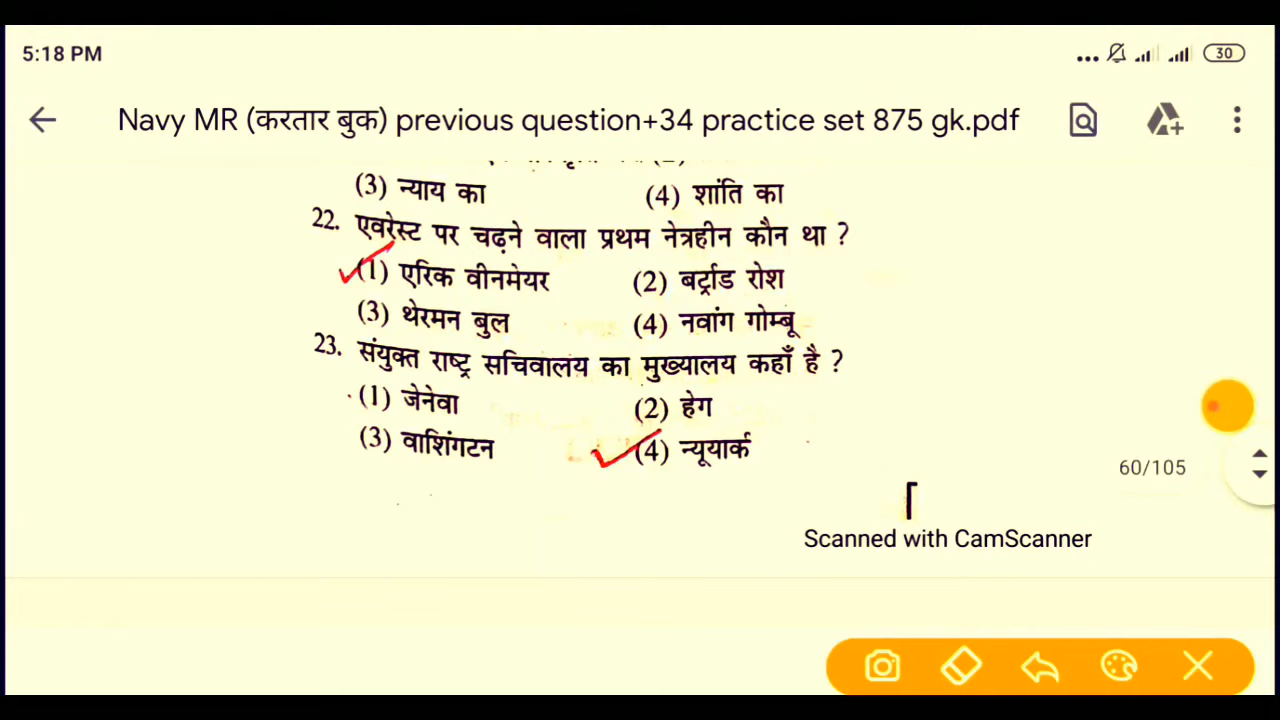 5:18 PM
30
Navy MR (करतार बुक) previous question+34 practice set 875 gk.pdf
(3) न्याय का (4) शांति का
22. एवरेस्ट पर चढ़ने वाला प्रथम नेत्रहीन कौन था ?
(1) एरिक वीनमेयर (2) बर्ट्राड रोश
(3) थेरमन बुल (4) नवांग गोम्बू
23. संयुक्त राष्ट्र सचिवालय का मुख्यालय कहाँ है ?
(1) जेनेवा (2) हेग
(3) वाशिंगटन (4) न्यूयार्क
60/105
Scanned with CamScanner